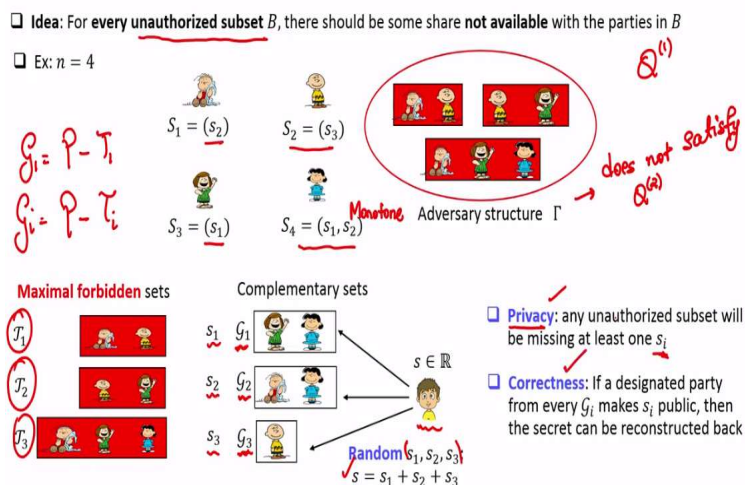 ❑ Idea: For every unauthorized subset B, there should be some share not available with the parties in B
❑ Ex: n = 4
Q⁽¹⁾
S₁ = (s₂)
S₂ = (s₃)
G₁ = P - T₁
Gᵢ = P - Tᵢ
S₃ = (s₁)
S₄ = (s₁, s₂)
Monotone Adversary structure Γ
→ does not satisfy
Q⁽²⁾
Maximal forbidden sets
Complementary sets
𝒯₁
s₁ 𝒢₁
𝒯₂
s₂ 𝒢₂
𝒯₃
s₃ 𝒢₃
s ∈ ℝ
Random (s₁, s₂, s₃):
s = s₁ + s₂ + s₃
❑ Privacy: any unauthorized subset will
be missing at least one sᵢ
❑ Correctness: If a designated party
from every 𝒢ᵢ makes sᵢ public, then
the secret can be reconstructed back